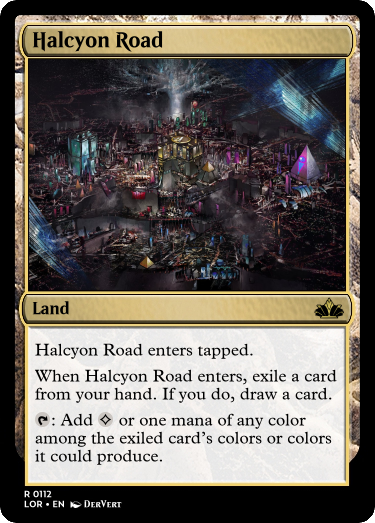 Halcyon Road
Land
Halcyon Road enters tapped.
When Halcyon Road enters, exile a card
from your hand. If you do, draw a card.
: Add or one mana of any color
among the exiled card's colors or colors
it could produce.
R 0112
LOR • EN DerVert